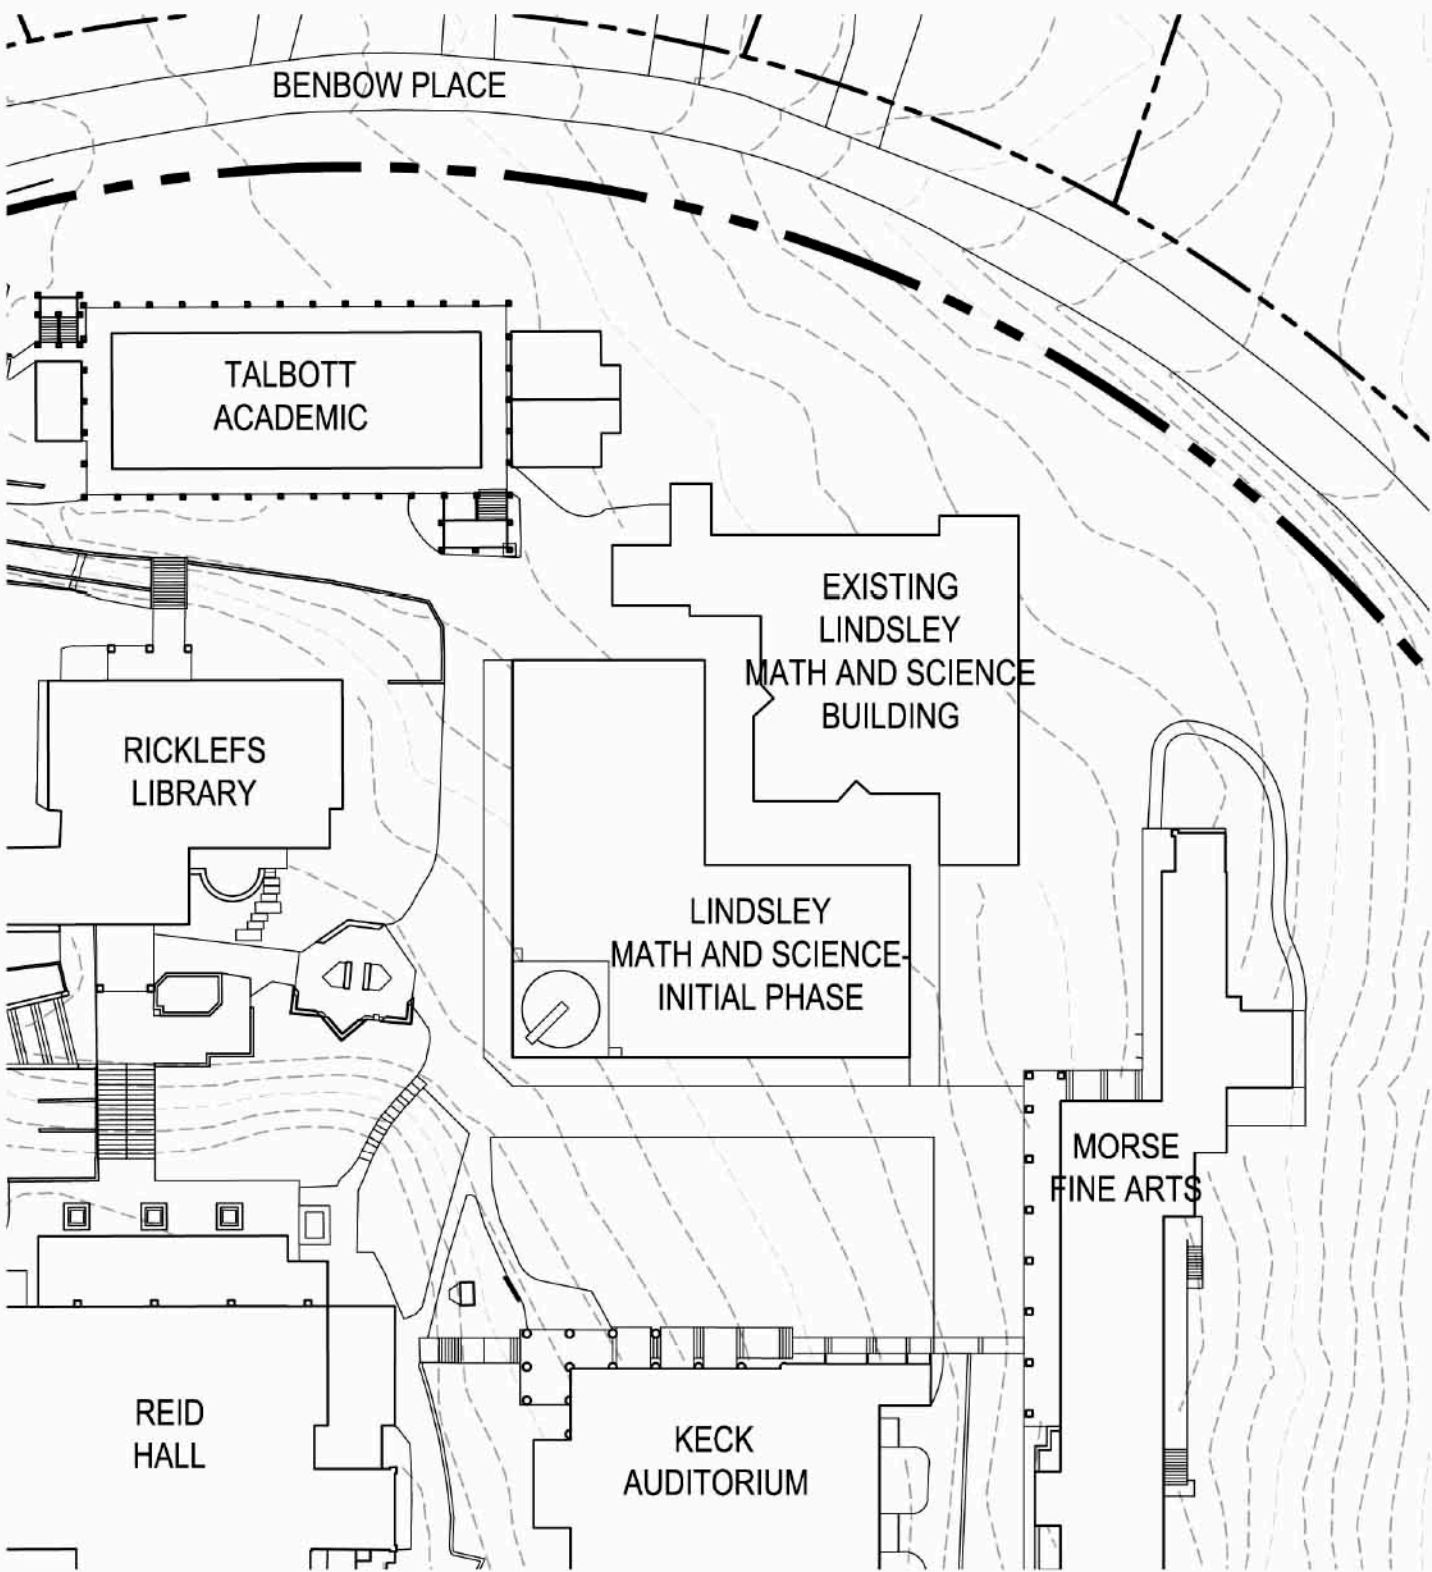 BENBOW PLACE
TALBOTT
ACADEMIC
EXISTING
LINDSLEY
MATH AND SCIENCE
BUILDING
RICKLEFS
LIBRARY
LINDSLEY
MATH AND SCIENCE-
INITIAL PHASE
MORSE
FINE ARTS
REID
HALL
KECK
AUDITORIUM